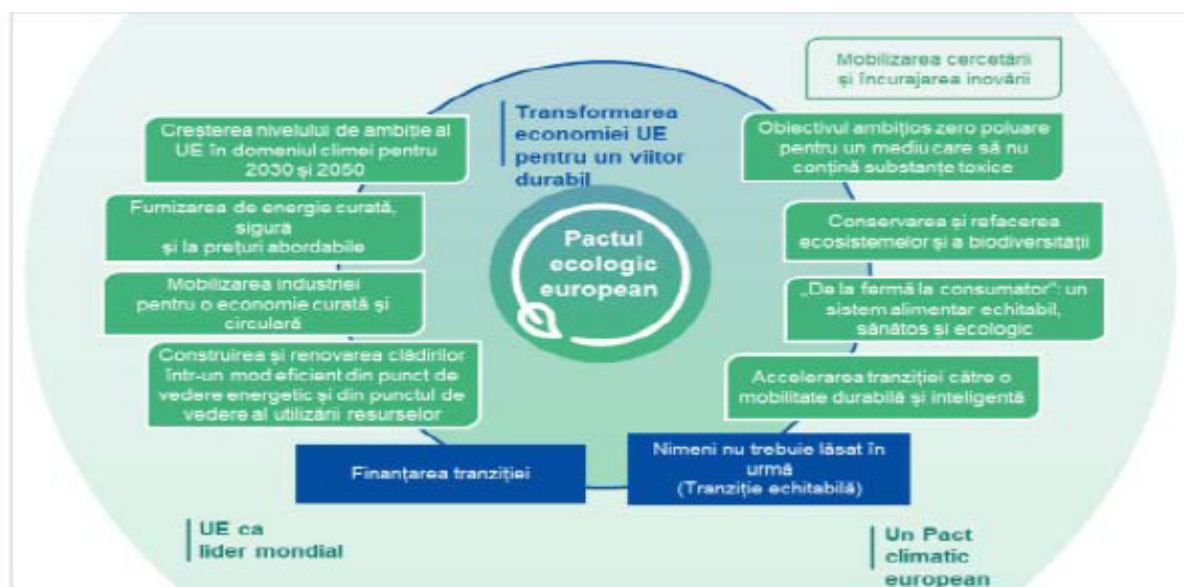 Mobilizarea cercetării
și încurajarea inovării
Transformarea
economiei UE
pentru un viitor
durabil
Creșterea nivelului de ambiție al
UE în domeniul climei pentru
2030 și 2050
Furnizarea de energie curată,
sigură
și la prețuri abordabile
Mobilizarea industriei
pentru o economie curată și
circulară
Construirea și renovarea clădirilor
într-un mod eficient din punct de
vedere energetic și din punctul de
vedere al utilizării resurselor
Pactul
ecologic
european
Obiectivul ambițios zero poluare
pentru un mediu care să nu
conțină substanțe toxice
Conservarea și refacerea
ecosistemelor și a biodiversității
„De la fermă la consumator”: un
sistem alimentar echitabil,
sănătos și ecologic
Accelerarea tranziției către o
mobilitate durabilă și inteligentă
Finanțarea tranziției
Nimeni nu trebuie lăsat în
urmă
(Tranziție echitabilă)
UE ca
lider mondial
Un Pact
climatic
european